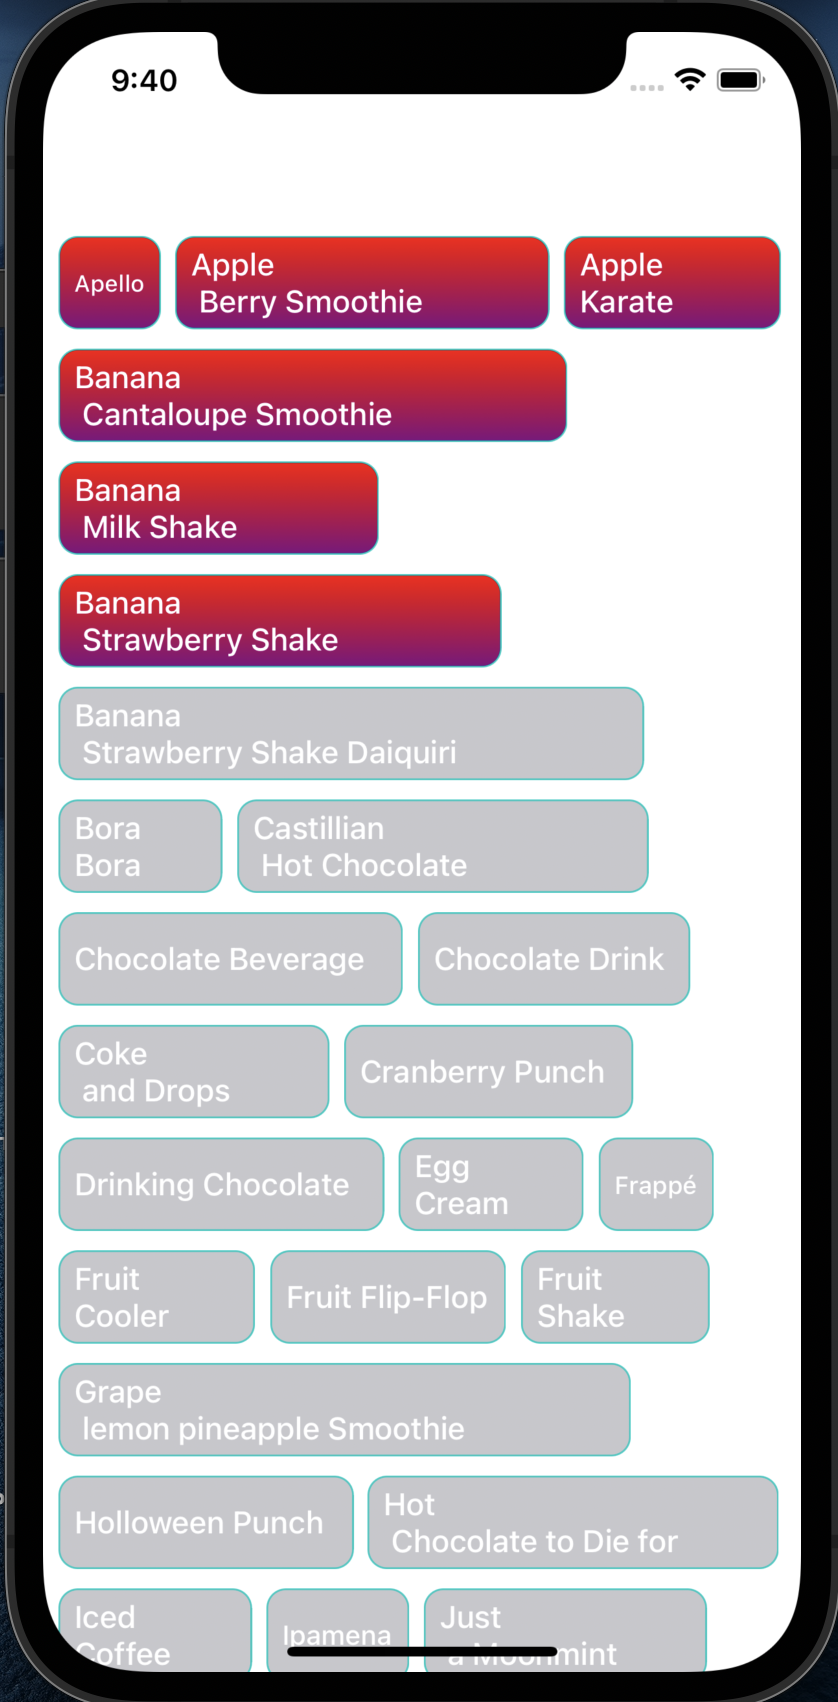 9:40
Apello
Apple
Berry Smoothie
Apple
Karate
Banana
Cantaloupe Smoothie
Banana
Milk Shake
Banana
Strawberry Shake
Banana
Strawberry Shake Daiquiri
Bora
Bora
Castillian
Hot Chocolate
Chocolate Beverage
Chocolate Drink
Coke
and Drops
Cranberry Punch
Drinking Chocolate
Egg
Cream
Frappé
Fruit
Cooler
Fruit Flip-Flop
Fruit
Shake
Grape
lemon pineapple Smoothie
Holloween Punch
Hot
Chocolate to Die for
Iced
Coffee
Ipamena
Just
a Moonmint